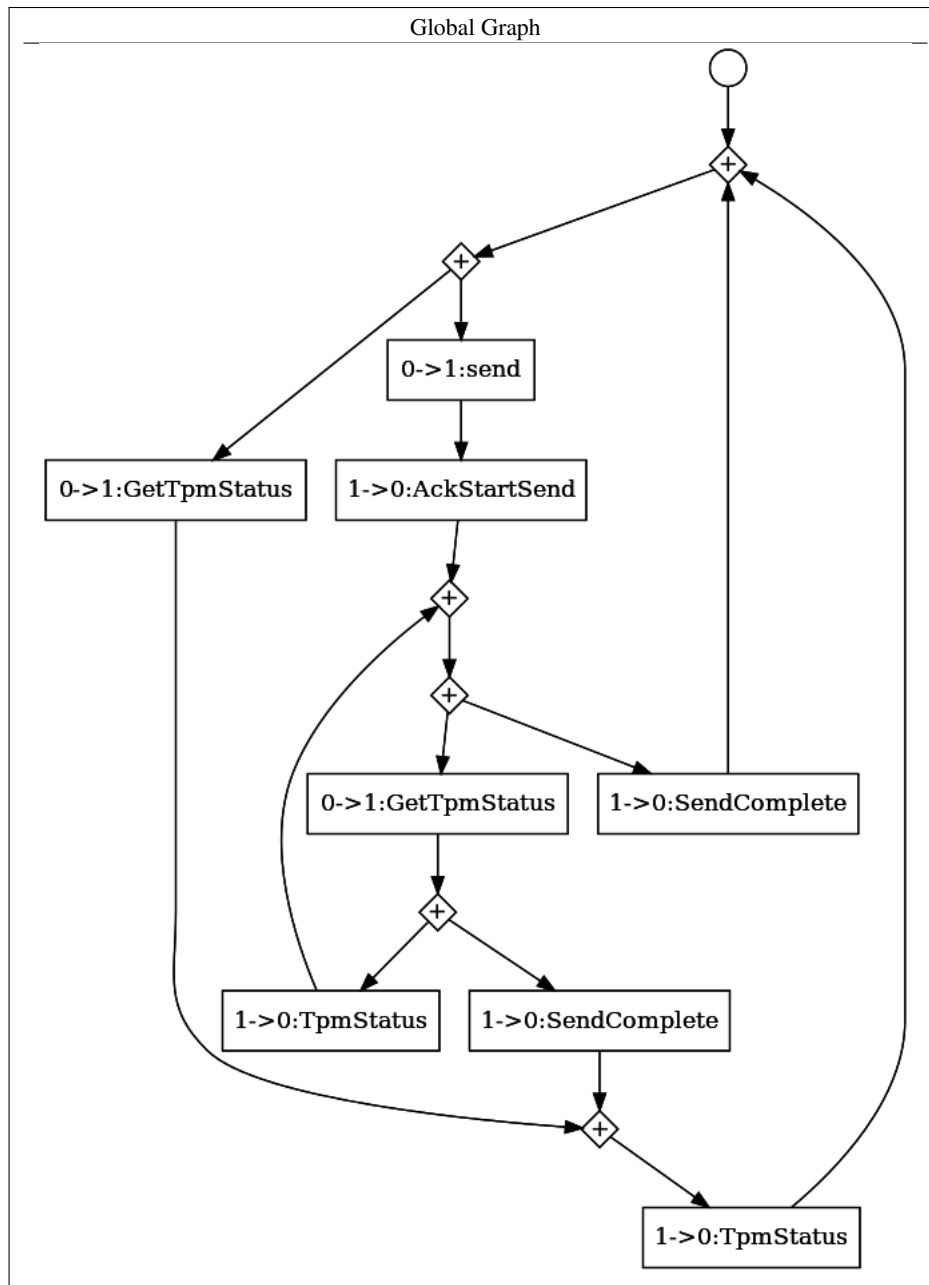 Global Graph
+
+
0->1:send
0->1:GetTpmStatus
1->0:AckStartSend
+
+
0->1:GetTpmStatus
1->0:SendComplete
+
1->0:TpmStatus
1->0:SendComplete
+
1->0:TpmStatus